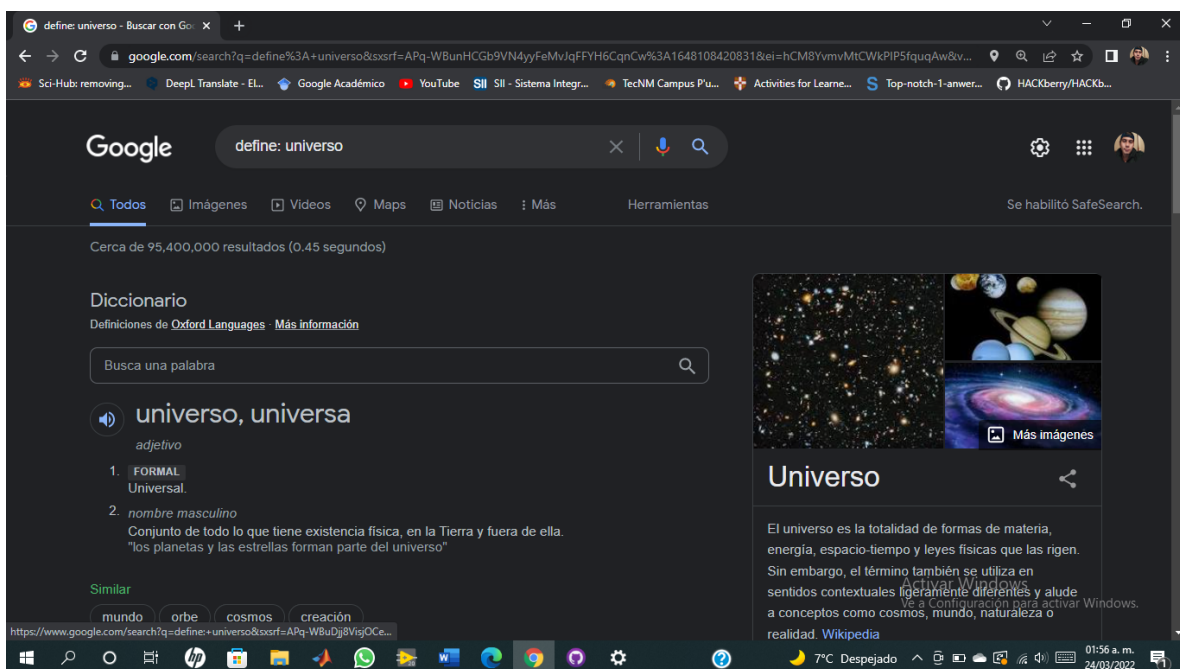 define: universo - Buscar con Goo
google.com/search?q=define%3A+universo&sxsrf=APq-WBunHCGb9VN4yyFeMvJqFFYH6CqnCw%3A1648108420831&ei=hCM8YvmvMtCWkPIP5fquqAw&v...
Sci-Hub: removing... DeepL Translate - EL... Google Académico YouTube SII SII - Sistema Integr... TecNM Campus P'u... Activities for Learne... S Top-notch-1-anwer... HACKberry/HACKb...
Google define: universo
Todos Imágenes Videos Maps Noticias Más Herramientas Se habilitó SafeSearch.
Cerca de 95,400,000 resultados (0.45 segundos)
Diccionario
Definiciones de Oxford Languages · Más información
Busca una palabra
universo, universa
adjetivo
1. FORMAL
Universal.
2. nombre masculino
Conjunto de todo lo que tiene existencia física, en la Tierra y fuera de ella.
"los planetas y las estrellas forman parte del universo"
Similar
mundo orbe cosmos creación
Más imágenes
Universo
El universo es la totalidad de formas de materia,
energía, espacio-tiempo y leyes físicas que las rigen.
Sin embargo, el término también se utiliza en
sentidos contextuales ligeramente diferentes y alude
a conceptos como cosmos, mundo, naturaleza o
realidad. Wikipedia
Activar Windows
Ve a Configuración para activar Windows.
https://www.google.com/search?q=define:+universo&sxsrf=APq-WBuDjj8VisjOCe...
hp
7°C Despejado
01:56 a. m.
24/03/2022